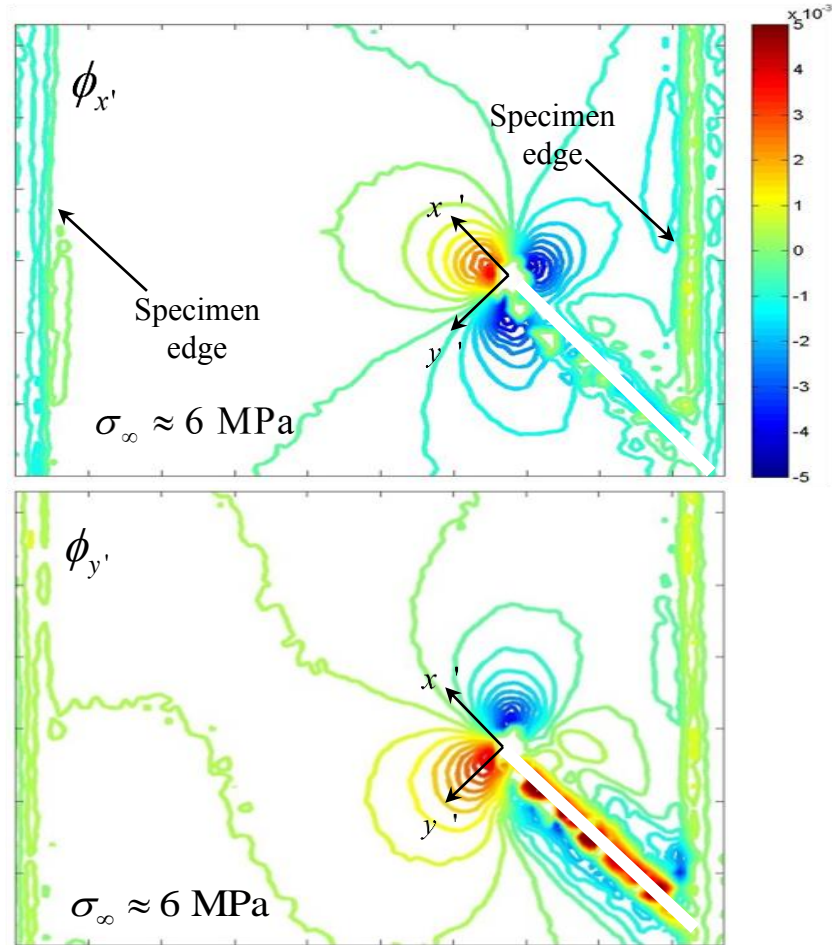 x 10⁻³
5
4
3
2
1
0
-1
-2
-3
-4
-5
ϕx'
Specimen
edge
Specimen
edge
x '
y '
σ∞ ≈ 6 MPa
ϕy'
x '
y '
σ∞ ≈ 6 MPa